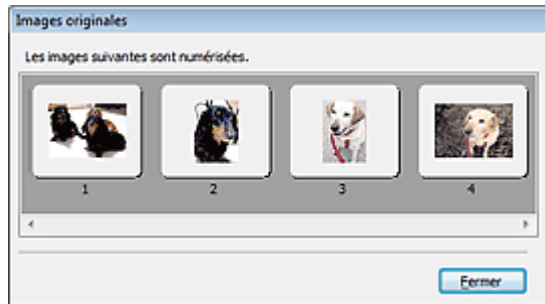 Images originales
Les images suivantes sont numérisées.
1 2 3 4
Fermer